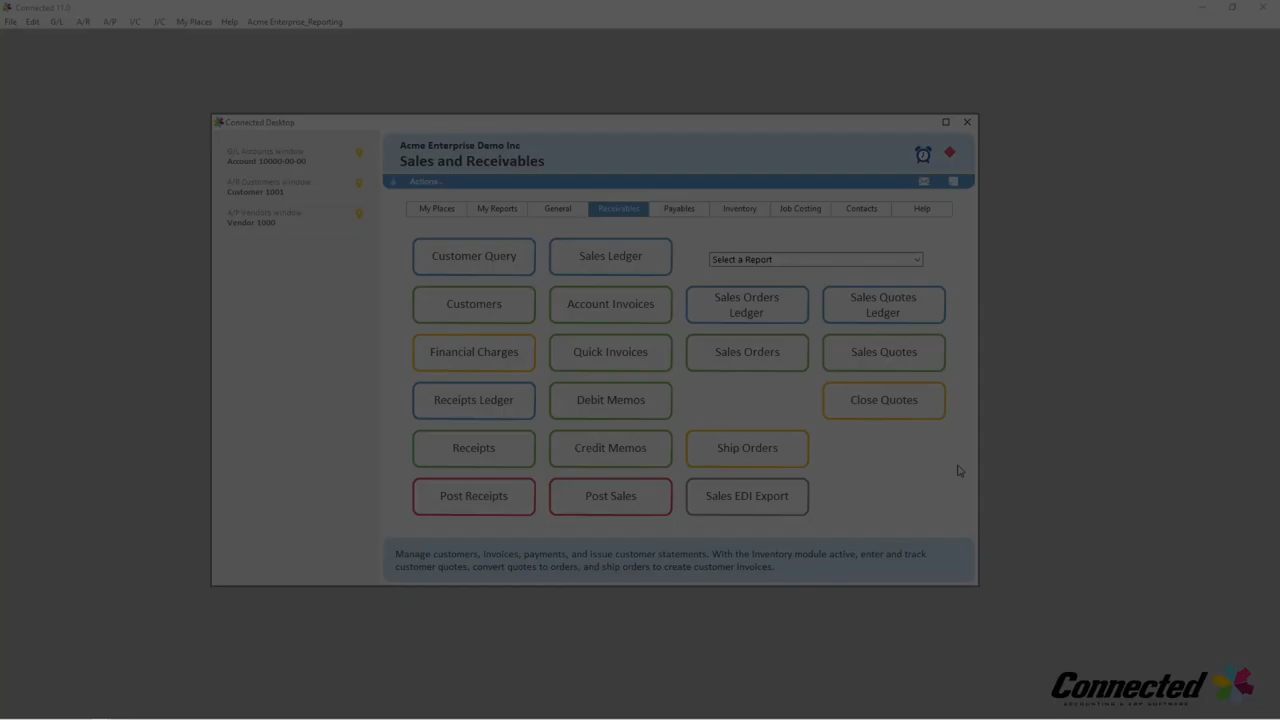 Connected 11.0
File Edit G/L A/R A/P I/C J/C My Places Help Acme Enterprise_Reporting
Connected Desktop
G/L Accounts window
Account 10000-00-00
A/R Customers window
Customer 1001
A/P Vendors window
Vendor 1000
Acme Enterprise Demo Inc
Sales and Receivables
Actions..
My Places My Reports General Receivables Payables Inventory Job Costing Contacts Help
Customer Query Sales Ledger Select a Report
Customers Account Invoices Sales Orders Ledger Sales Quotes Ledger
Financial Charges Quick Invoices Sales Orders Sales Quotes
Receipts Ledger Debit Memos Close Quotes
Receipts Credit Memos Ship Orders
Post Receipts Post Sales Sales EDI Export
Manage customers, invoices, payments, and issue customer statements. With the Inventory module active, enter and track
customer quotes, convert quotes to orders, and ship orders to create customer invoices.
Connected
ACCOUNTING & ERP SOFTWARE